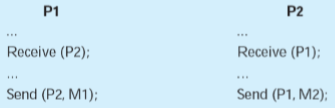 P1 P2
... ...
Receive (P2); Receive (P1);
... ...
Send (P2, M1); Send (P1, M2);